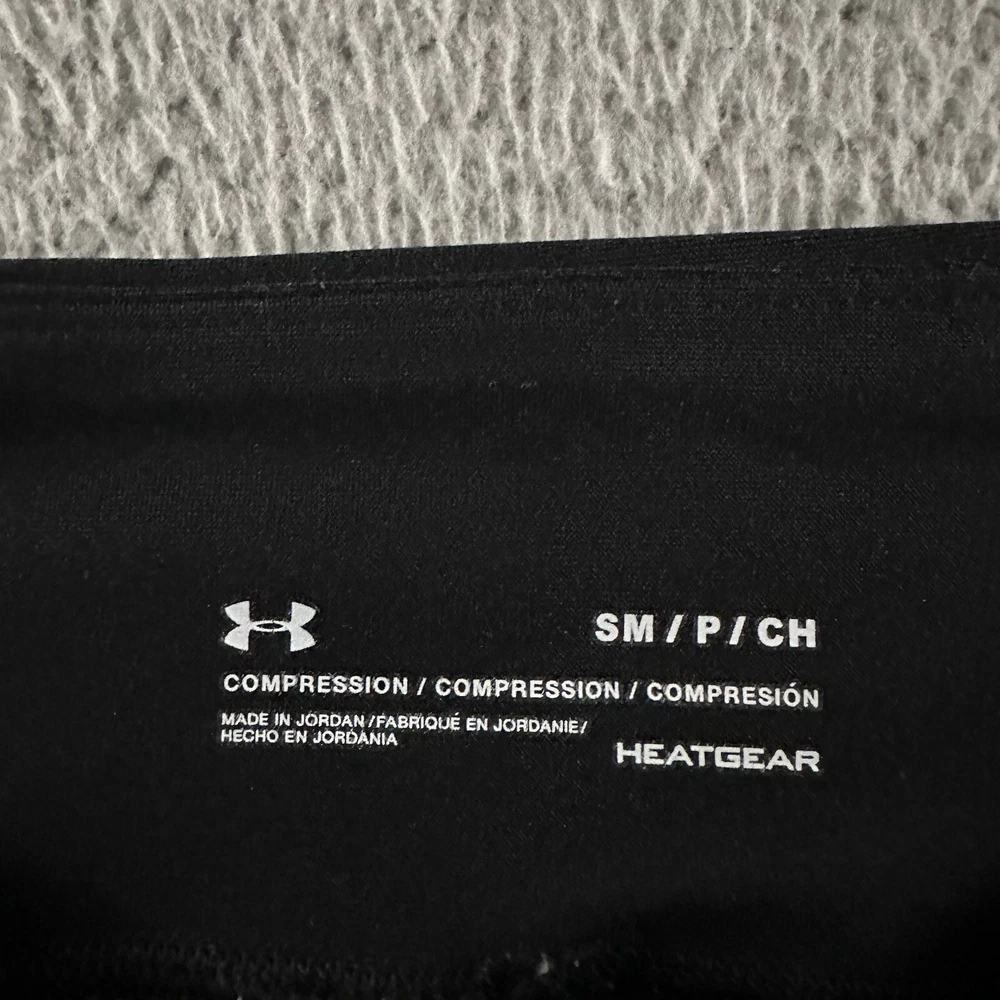 SM / P / CH
COMPRESSION / COMPRESSION / COMPRESIÓN
MADE IN JORDAN / FABRIQUÉ EN JORDANIE /
HECHO EN JORDANIA
HEATGEAR